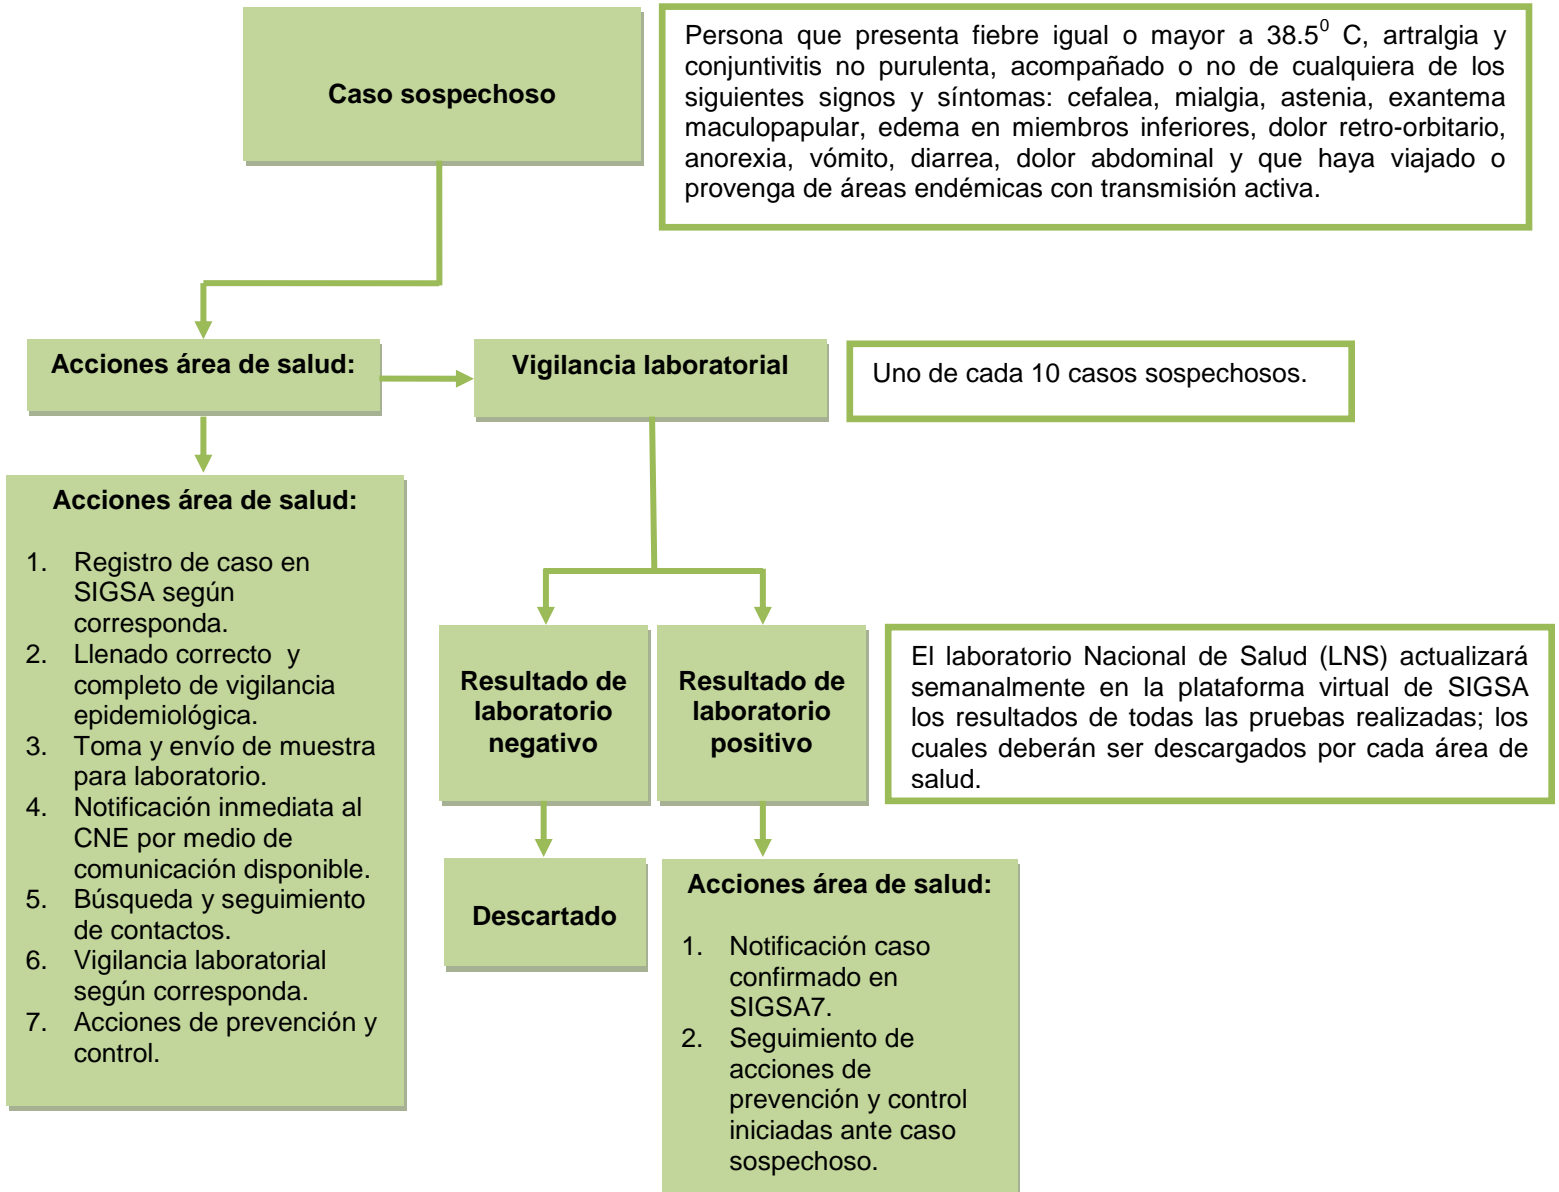 Caso sospechoso
Persona que presenta fiebre igual o mayor a 38.5⁰ C, artralgia y
conjuntivitis no purulenta, acompañado o no de cualquiera de los
siguientes signos y síntomas: cefalea, mialgia, astenia, exantema
maculopapular, edema en miembros inferiores, dolor retro-orbitario,
anorexia, vómito, diarrea, dolor abdominal y que haya viajado o
provenga de áreas endémicas con transmisión activa.
Acciones área de salud:
Vigilancia laboratorial
Uno de cada 10 casos sospechosos.
Acciones área de salud:
1. Registro de caso en
SIGSA según
corresponda.
2. Llenado correcto y
completo de vigilancia
epidemiológica.
3. Toma y envío de muestra
para laboratorio.
4. Notificación inmediata al
CNE por medio de
comunicación disponible.
5. Búsqueda y seguimiento
de contactos.
6. Vigilancia laboratorial
según corresponda.
7. Acciones de prevención y
control.
Resultado de
laboratorio
negativo
Resultado de
laboratorio
positivo
El laboratorio Nacional de Salud (LNS) actualizará
semanalmente en la plataforma virtual de SIGSA
los resultados de todas las pruebas realizadas; los
cuales deberán ser descargados por cada área de
salud.
Descartado
Acciones área de salud:
1. Notificación caso
confirmado en
SIGSA7.
2. Seguimiento de
acciones de
prevención y control
iniciadas ante caso
sospechoso.